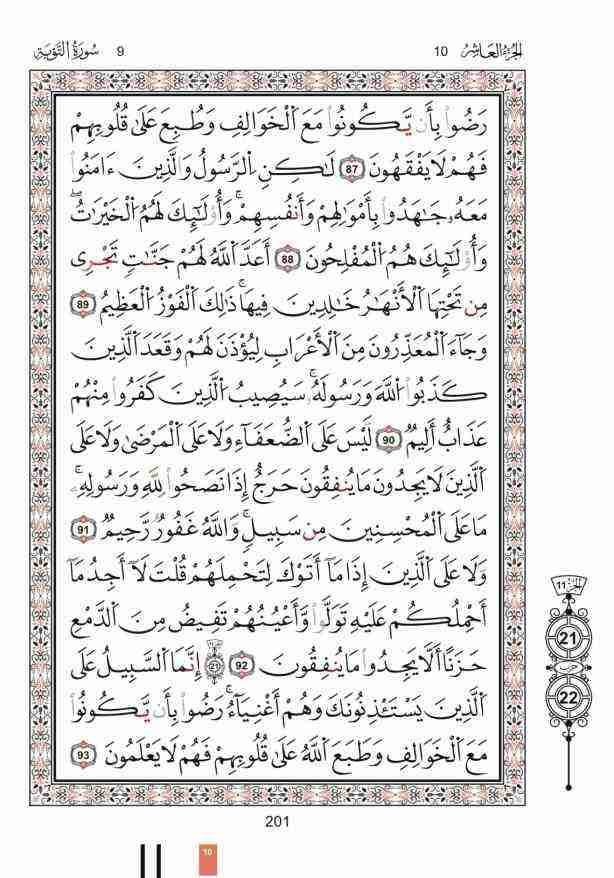 الجزء العاشر 10
9 سورة التوبة
رَضُوا۟ بِأَن يَكُونُوا۟ مَعَ ٱلْخَوَالِفِ وَطُبِعَ عَلَىٰ قُلُوبِهِمْ
فَهُمْ لَا يَفْقَهُونَ 87 لَٰكِنِ ٱلرَّسُولُ وَٱلَّذِينَ ءَامَنُوا۟
مَعَهُۥ جَٰهَدُوا۟ بِأَمْوَٰلِهِمْ وَأَنفُسِهِمْ ۚ وَأُو۟لَٰٓئِكَ لَهُمُ ٱلْخَيْرَٰتُ ۖ
وَأُو۟لَٰٓئِكَ هُمُ ٱلْمُفْلِحُونَ 88 أَعَدَّ ٱللَّهُ لَهُمْ جَنَّٰتٍ تَجْرِى
مِن تَحْتِهَا ٱلْأَنْهَٰرُ خَٰلِدِينَ فِيهَا ۚ ذَٰلِكَ ٱلْفَوْزُ ٱلْعَظِيمُ 89
وَجَآءَ ٱلْمُعَذِّرُونَ مِنَ ٱلْأَعْرَابِ لِيُؤْذَنَ لَهُمْ وَقَعَدَ ٱلَّذِينَ
كَذَبُوا۟ ٱللَّهَ وَرَسُولَهُۥ ۚ سَيُصِيبُ ٱلَّذِينَ كَفَرُوا۟ مِنْهُمْ
عَذَابٌ أَلِيمٌ 90 لَّيْسَ عَلَى ٱلضُّعَفَآءِ وَلَا عَلَى ٱلْمَرْضَىٰ وَلَا عَلَى
ٱلَّذِينَ لَا يَجِدُونَ مَا يُنفِقُونَ حَرَجٌ إِذَا نَصَحُوا۟ لِلَّهِ وَرَسُولِهِۦ ۚ
مَا عَلَى ٱلْمُحْسِنِينَ مِن سَبِيلٍ ۚ وَٱللَّهُ غَفُورٌ رَّحِيمٌ 91
وَلَا عَلَى ٱلَّذِينَ إِذَا مَآ أَتَوْكَ لِتَحْمِلَهُمْ قُلْتَ لَآ أَجِدُ مَآ
أَحْمِلُكُمْ عَلَيْهِ تَوَلَّوا۟ وَّأَعْيُنُهُمْ تَفِيضُ مِنَ ٱلدَّمْعِ
حَزَنًا أَلَّا يَجِدُوا۟ مَا يُنفِقُونَ 92 21 إِنَّمَا ٱلسَّبِيلُ عَلَى
ٱلَّذِينَ يَسْتَـْٔذِنُونَكَ وَهُمْ أَغْنِيَآءُ ۚ رَضُوا۟ بِأَن يَكُونُوا۟
مَعَ ٱلْخَوَالِفِ وَطَبَعَ ٱللَّهُ عَلَىٰ قُلُوبِهِمْ فَهُمْ لَا يَعْلَمُونَ 93
الجزء 11
21
حزب
22
201
10